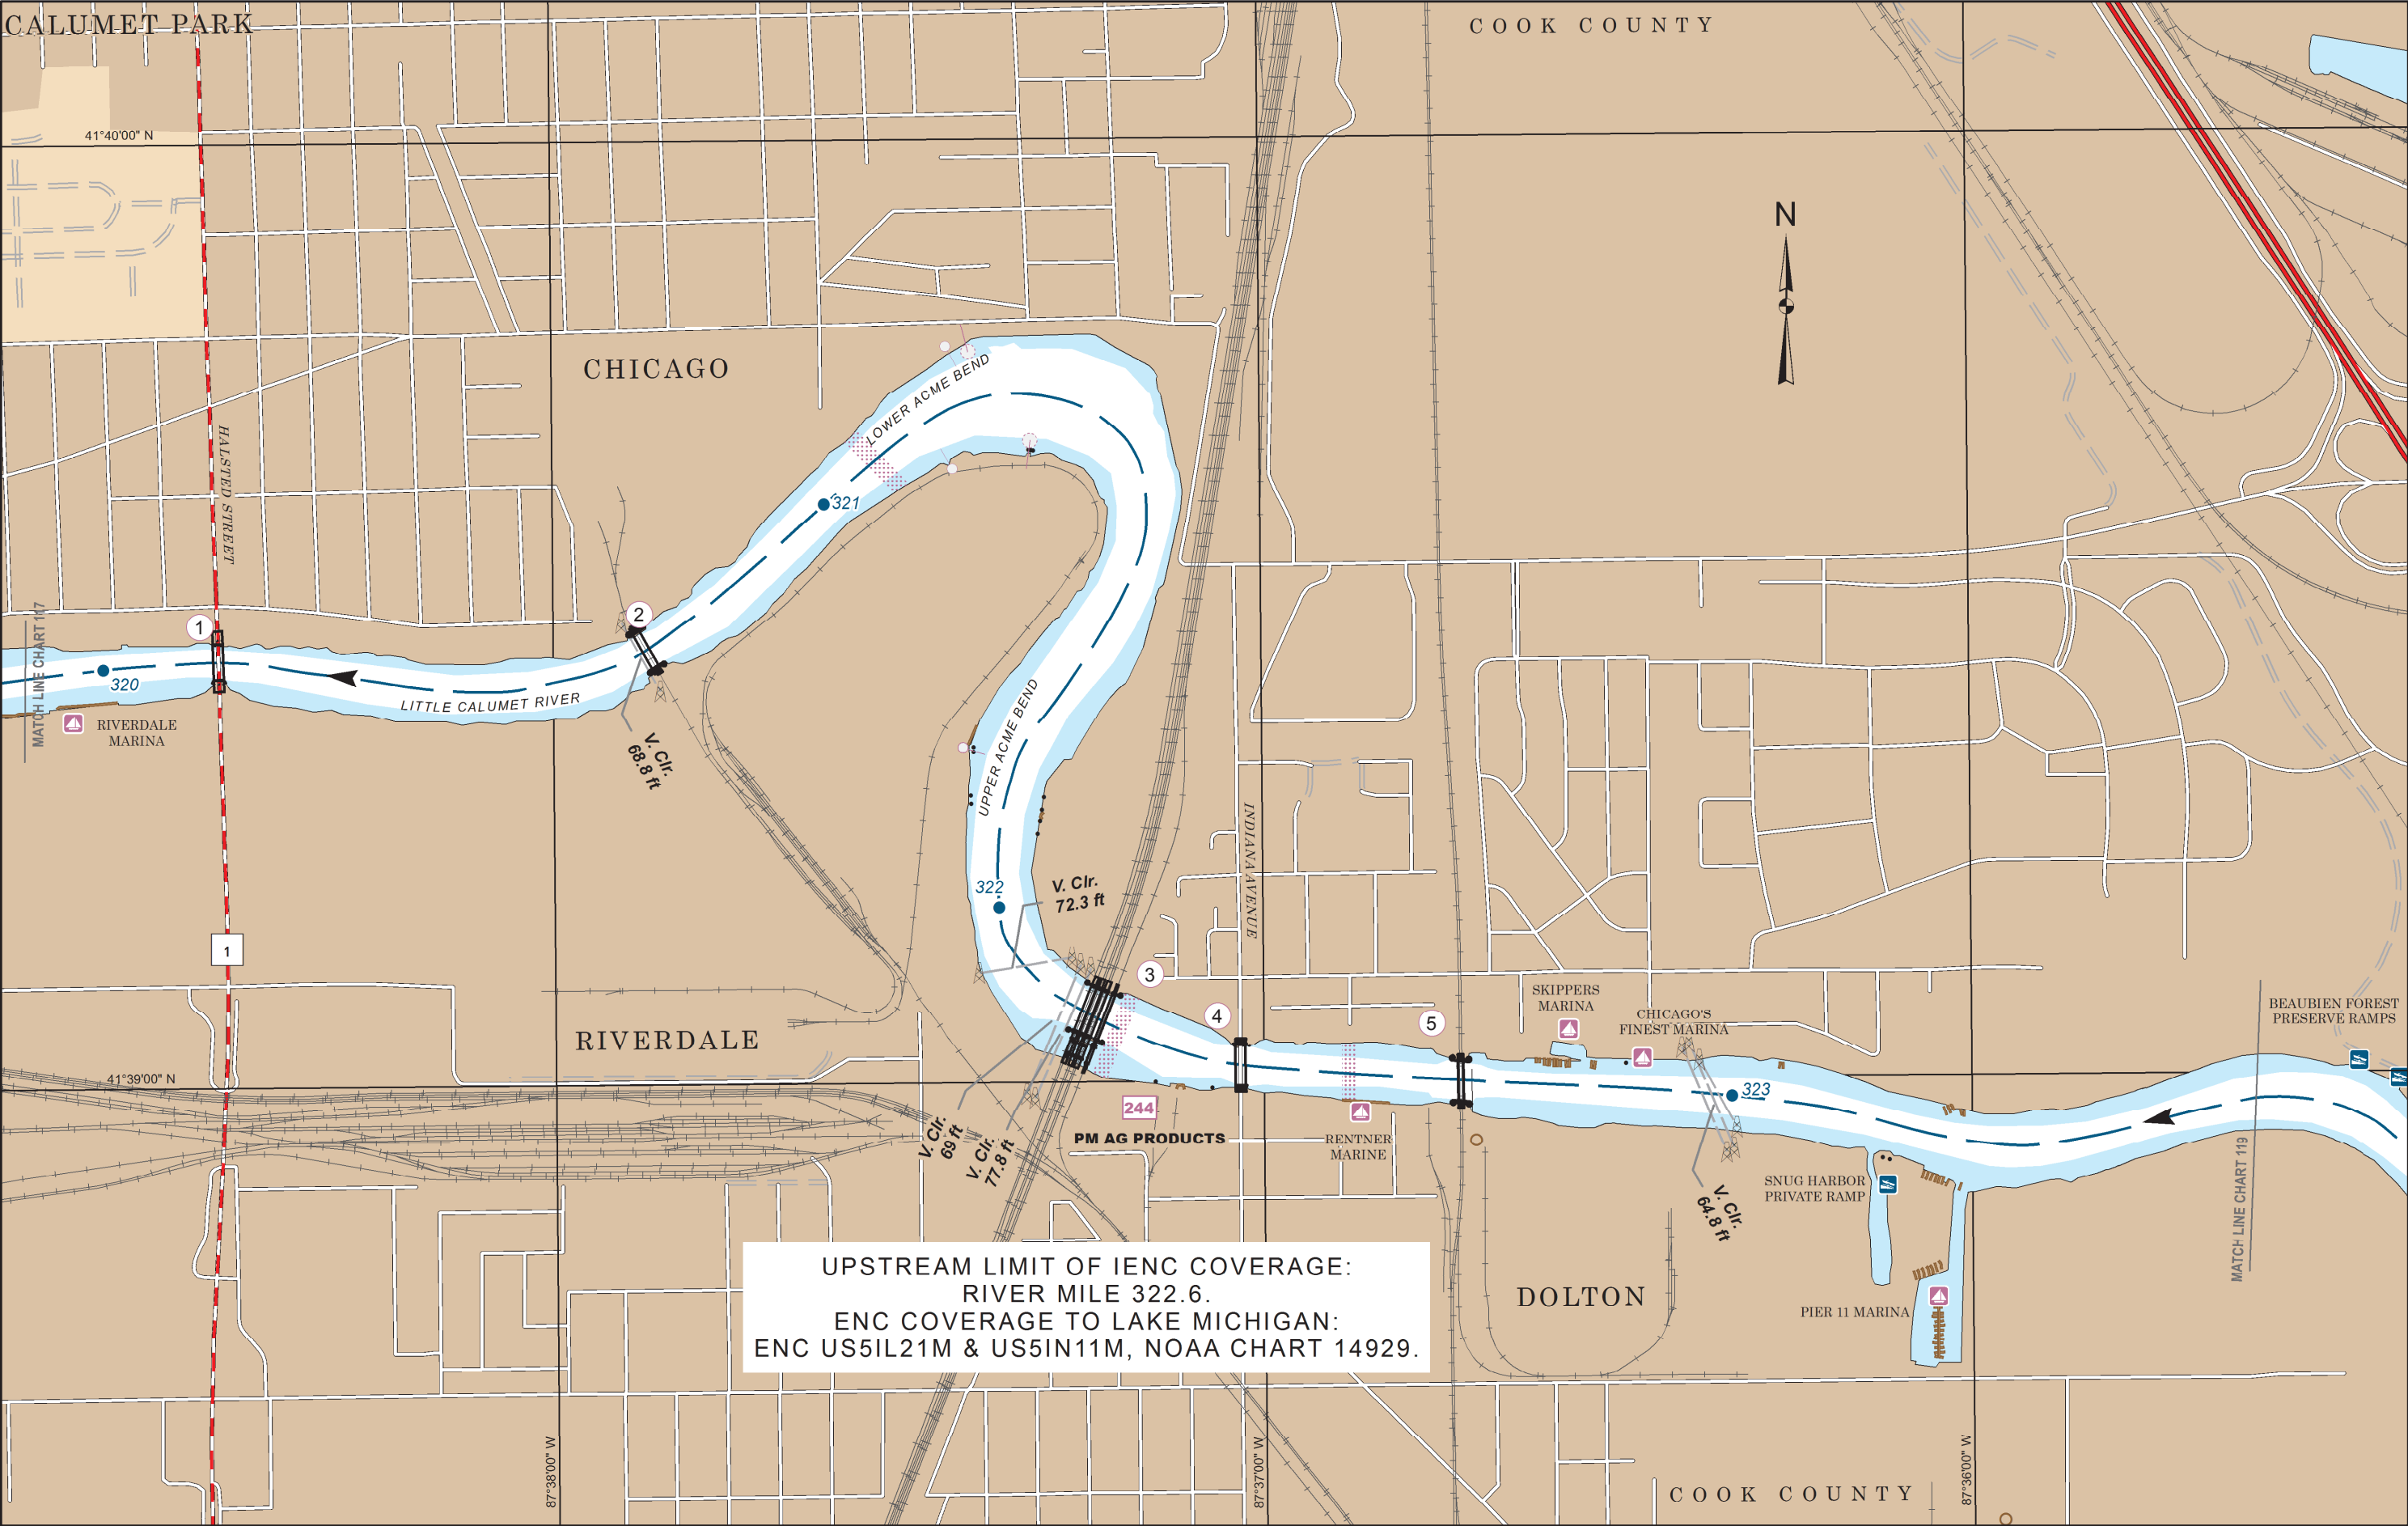 CALUMET PARK
COOK COUNTY
41°40'00" N
N
CHICAGO
LOWER ACME BEND
HALSTED STREET
321
MATCH LINE CHART 117
1
2
320
LITTLE CALUMET RIVER
RIVERDALE
MARINA
V. Clr.
68.8 ft
UPPER ACME BEND
INDIANA AVENUE
322
V. Clr.
72.3 ft
1
3
4
5
SKIPPERS
MARINA
CHICAGO'S
FINEST MARINA
BEAUBIEN FOREST
PRESERVE RAMPS
RIVERDALE
41°39'00" N
323
244
PM AG PRODUCTS
RENTNER
MARINE
V. Clr.
69 ft
V. Clr.
77.8 ft
SNUG HARBOR
PRIVATE RAMP
V. Clr.
64.8 ft
MATCH LINE CHART 119
UPSTREAM LIMIT OF IENC COVERAGE:
RIVER MILE 322.6.
ENC COVERAGE TO LAKE MICHIGAN:
ENC US5IL21M & US5IN11M, NOAA CHART 14929.
DOLTON
PIER 11 MARINA
87°38'00" W
87°37'00" W
87°36'00" W
COOK COUNTY